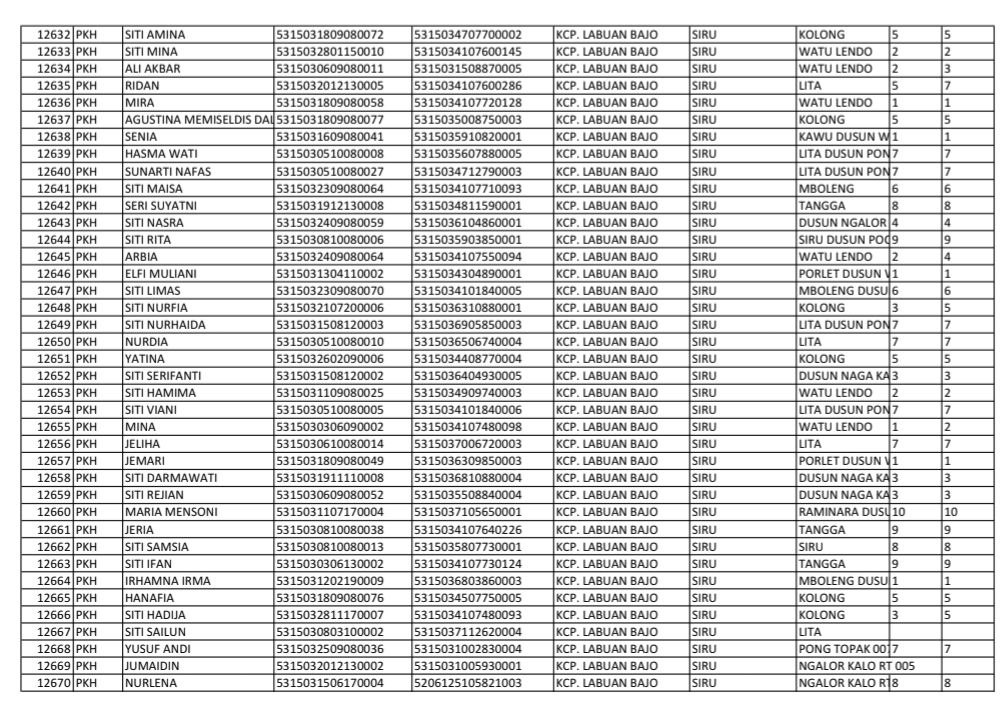 12632 PKH SITI AMINA 5315031809080072 5315034707700002 KCP. LABUAN BAJO SIRU KOLONG 5 5
12633 PKH SITI MINA 5315032801150010 5315034107600145 KCP. LABUAN BAJO SIRU WATU LENDO 2 2
12634 PKH ALI AKBAR 5315030609080011 5315031508870005 KCP. LABUAN BAJO SIRU WATU LENDO 2 3
12635 PKH RIDAN 5315032012130005 5315034107600286 KCP. LABUAN BAJO SIRU LITA 5 7
12636 PKH MIRA 5315031809080058 5315034107720128 KCP. LABUAN BAJO SIRU WATU LENDO 1 1
12637 PKH AGUSTINA MEMISELDIS DAL 5315031809080077 5315035008750003 KCP. LABUAN BAJO SIRU KOLONG 5 5
12638 PKH SENIA 5315031609080041 5315035910820001 KCP. LABUAN BAJO SIRU KAWU DUSUN W 1 1
12639 PKH HASMA WATI 5315030510080008 5315035607880005 KCP. LABUAN BAJO SIRU LITA DUSUN PON 7 7
12640 PKH SUNARTI NAFAS 5315030510080027 5315034712790003 KCP. LABUAN BAJO SIRU LITA DUSUN PON 7 7
12641 PKH SITI MAISA 5315032309080064 5315034107710093 KCP. LABUAN BAJO SIRU MBOLENG 6 6
12642 PKH SERI SUYATNI 5315031912130008 5315034811590001 KCP. LABUAN BAJO SIRU TANGGA 8 8
12643 PKH SITI NASRA 5315032409080059 5315036104860001 KCP. LABUAN BAJO SIRU DUSUN NGALOR 4 4
12644 PKH SITI RITA 5315030810080006 5315035903850001 KCP. LABUAN BAJO SIRU SIRU DUSUN POC 9 9
12645 PKH ARBIA 5315032409080064 5315034107550094 KCP. LABUAN BAJO SIRU WATU LENDO 2 4
12646 PKH ELFI MULIANI 5315031304110002 5315034304890001 KCP. LABUAN BAJO SIRU PORLET DUSUN V 1 1
12647 PKH SITI LIMAS 5315032309080070 5315034101840005 KCP. LABUAN BAJO SIRU MBOLENG DUSU 6 6
12648 PKH SITI NURFIA 5315032107200006 5315036310880001 KCP. LABUAN BAJO SIRU KOLONG 3 5
12649 PKH SITI NURHAIDA 5315031508120003 5315036905850003 KCP. LABUAN BAJO SIRU LITA DUSUN PON 7 7
12650 PKH NURDIA 5315030510080010 5315036506740004 KCP. LABUAN BAJO SIRU LITA 7 7
12651 PKH YATINA 5315032602090006 5315034408770004 KCP. LABUAN BAJO SIRU KOLONG 5 5
12652 PKH SITI SERIFANTI 5315031508120002 5315036404930005 KCP. LABUAN BAJO SIRU DUSUN NAGA KA 3 3
12653 PKH SITI HAMIMA 5315031109080025 5315034909740003 KCP. LABUAN BAJO SIRU WATU LENDO 2 2
12654 PKH SITI VIANI 5315030510080005 5315034101840006 KCP. LABUAN BAJO SIRU LITA DUSUN PON 7 7
12655 PKH MINA 5315030306090002 5315034107480098 KCP. LABUAN BAJO SIRU WATU LENDO 1 2
12656 PKH JELIHA 5315030610080014 5315037006720003 KCP. LABUAN BAJO SIRU LITA 7 7
12657 PKH JEMARI 5315031809080049 5315036309850003 KCP. LABUAN BAJO SIRU PORLET DUSUN V 1 1
12658 PKH SITI DARMAWATI 5315031911110008 5315036810880004 KCP. LABUAN BAJO SIRU DUSUN NAGA KA 3 3
12659 PKH SITI REJIAN 5315030609080052 5315035508840004 KCP. LABUAN BAJO SIRU DUSUN NAGA KA 3 3
12660 PKH MARIA MENSONI 5315031107170004 5315037105650001 KCP. LABUAN BAJO SIRU RAMINARA DUSU 10 10
12661 PKH JERIA 5315030810080038 5315034107640226 KCP. LABUAN BAJO SIRU TANGGA 9 9
12662 PKH SITI SAMSIA 5315030810080013 5315035807730001 KCP. LABUAN BAJO SIRU SIRU 8 8
12663 PKH SITI IFAN 5315030306130002 5315034107730124 KCP. LABUAN BAJO SIRU TANGGA 9 9
12664 PKH IRHAMNA IRMA 5315031202190009 5315036803860003 KCP. LABUAN BAJO SIRU MBOLENG DUSU 1 1
12665 PKH HANAFIA 5315031809080076 5315034507750005 KCP. LABUAN BAJO SIRU KOLONG 5 5
12666 PKH SITI HADIJA 5315032811170007 5315034107480093 KCP. LABUAN BAJO SIRU KOLONG 3 5
12667 PKH SITI SAILUN 5315030803100002 5315037112620004 KCP. LABUAN BAJO SIRU LITA
12668 PKH YUSUF ANDI 5315032509080036 5315031002830004 KCP. LABUAN BAJO SIRU PONG TOPAK 00 7 7
12669 PKH JUMAIDIN 5315032012130002 5315031005930001 KCP. LABUAN BAJO SIRU NGALOR KALO RT 005
12670 PKH NURLENA 5315031506170004 5206125105821003 KCP. LABUAN BAJO SIRU NGALOR KALO RT 8 8